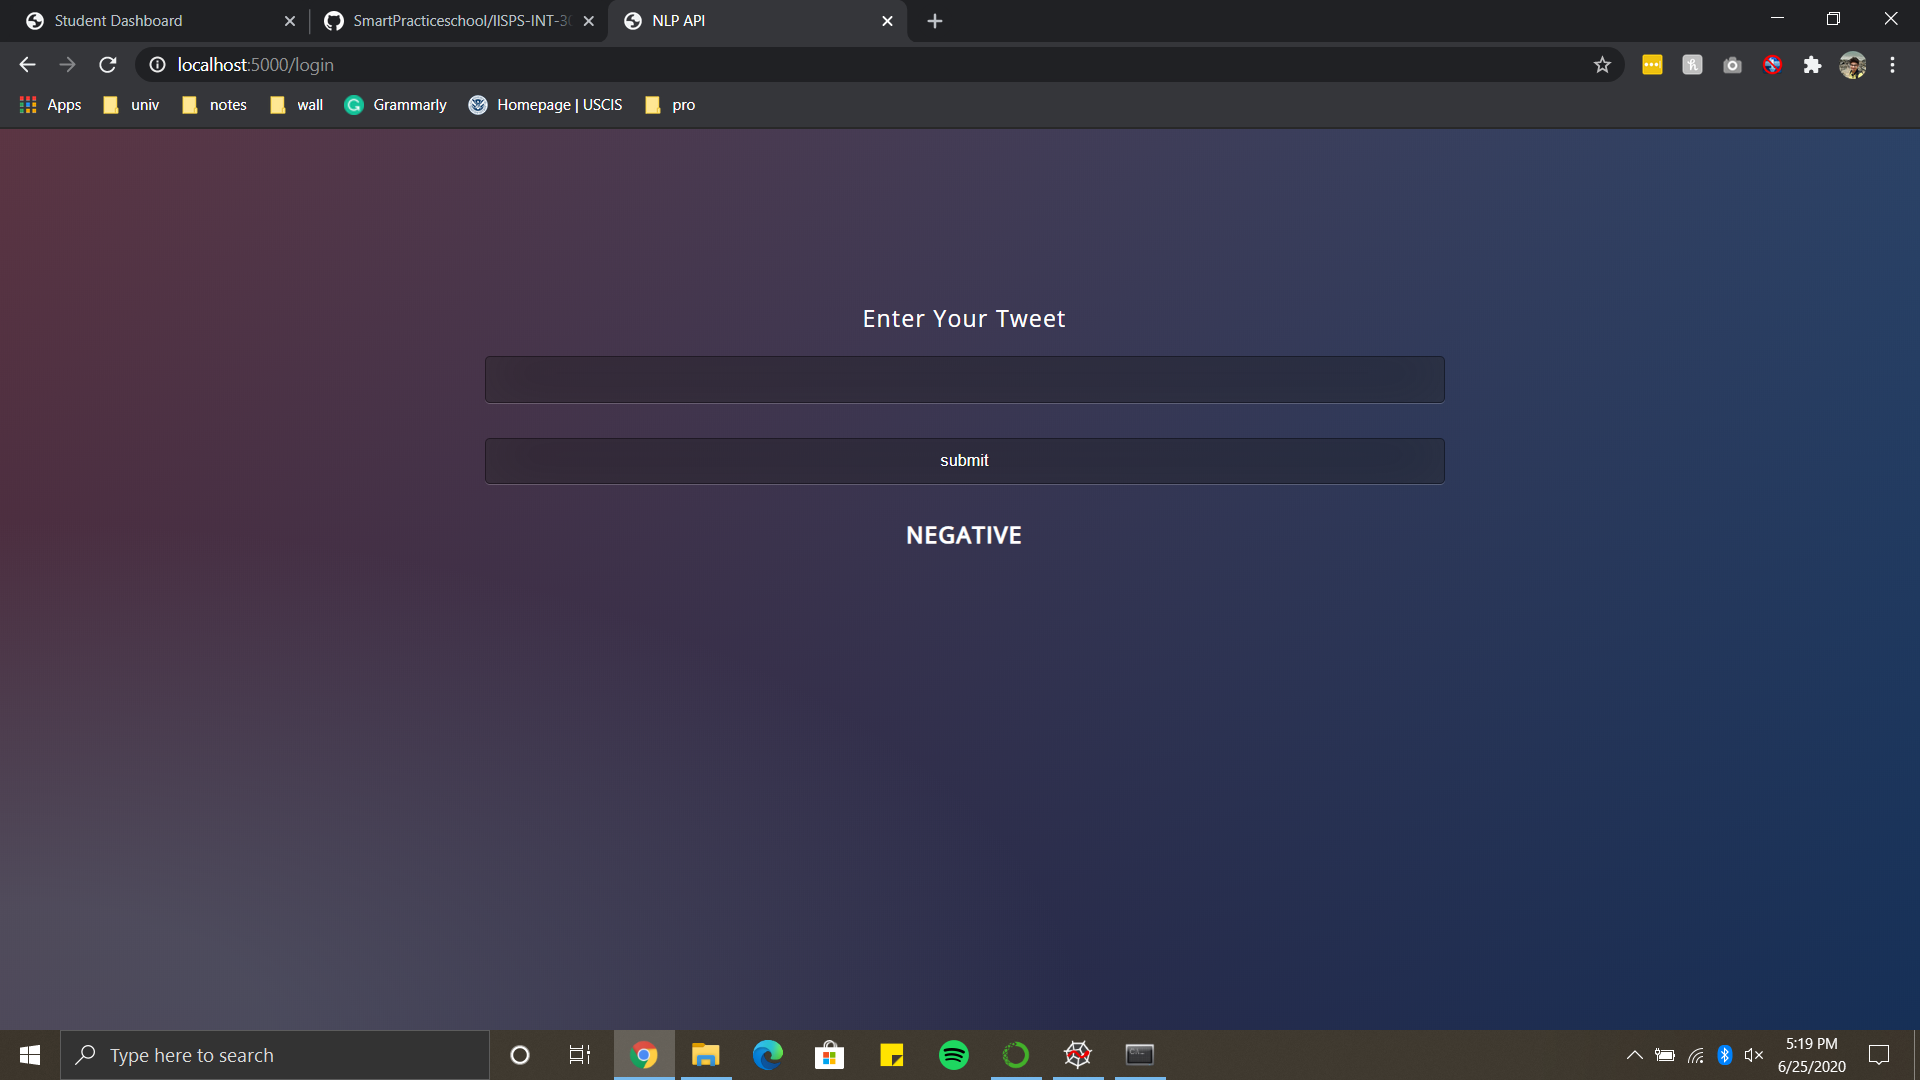 Student Dashboard
SmartPracticeschool/IISPS-INT-30
NLP API
localhost:5000/login
Apps
univ
notes
wall
Grammarly
Homepage | USCIS
pro
Enter Your Tweet
submit
NEGATIVE
Type here to search
5:19 PM
6/25/2020